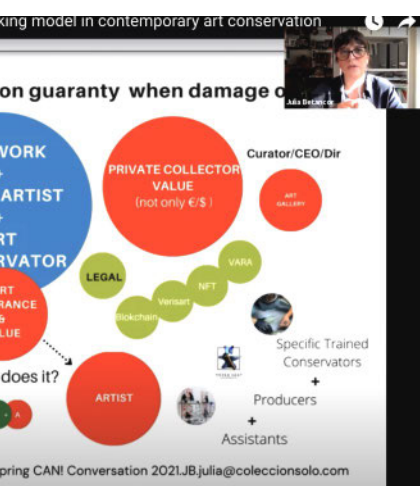 king model in contemporary art conservation
on guaranty when damage o
Julia Betancor
WORK
+
ARTIST
+
RT
RVATOR
PRIVATE COLLECTOR
VALUE
(not only €/$ )
Curator/CEO/Dir
ART
GALLERY
LEGAL
VARA
NFT
Verisart
Blokchain
RT
RANCE
&
LUE
does it?
+ A
ARTIST
Specific Trained
Conservators
+
Producers
+
Assistants
pring CAN! Conversation 2021.JB.julia@coleccionsolo.com